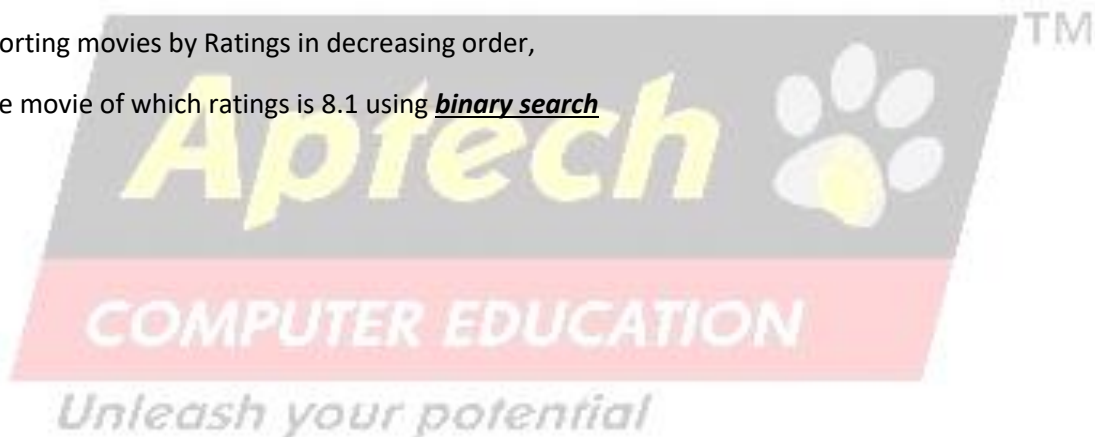 orting movies by Ratings in decreasing order,
e movie of which ratings is 8.1 using binary search
TM
Aptech
COMPUTER EDUCATION
Unleash your potential